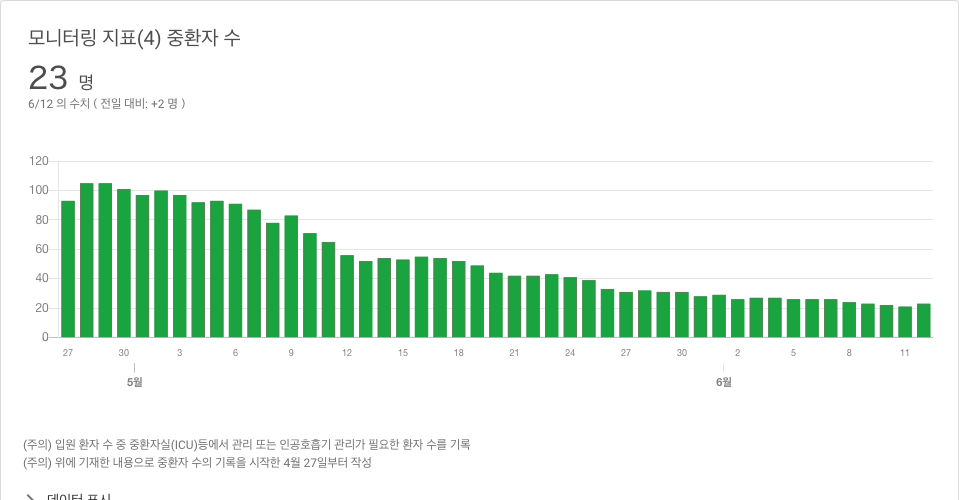 모니터링 지표(4) 중환자 수
23 명
6/12 의 수치 ( 전일 대비: +2 명 )
120
100
80
60
40
20
0
27 30 3 6 9 12 15 18 21 24 27 30 2 5 8 11
5월 6월
(주의) 입원 환자 수 중 중환자실(ICU)등에서 관리 또는 인공호흡기 관리가 필요한 환자 수를 기록
(주의) 위에 기재한 내용으로 중환자 수의 기록을 시작한 4월 27일부터 작성
데이터 표시